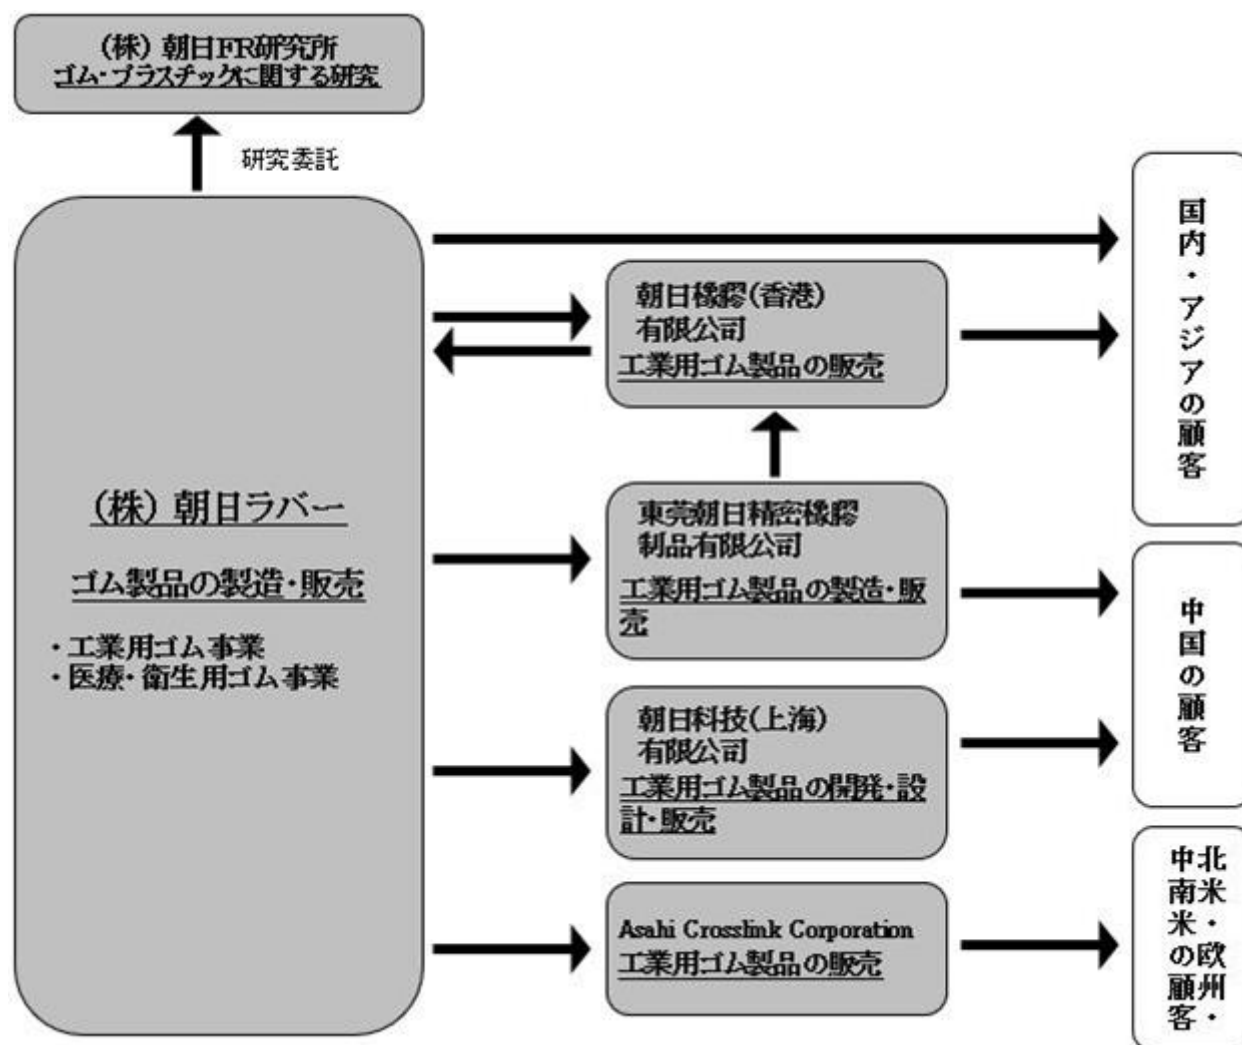 (株) 朝日FR研究所
ゴム・プラスチックに関する研究
研究委託
(株) 朝日ラバー
ゴム製品の製造・販売
・工業用ゴム事業
・医療・衛生用ゴム事業
朝日橡膠(香港)
有限公司
工業用ゴム製品の販売
東莞朝日精密橡膠
制品有限公司
工業用ゴム製品の製造・販
売
朝日科技(上海)
有限公司
工業用ゴム製品の開発・設
計・販売
Asahi Crosslink Corporation
工業用ゴム製品の販売
国内・アジアの顧客
中国の顧客
北米・欧州・
中南米の顧客